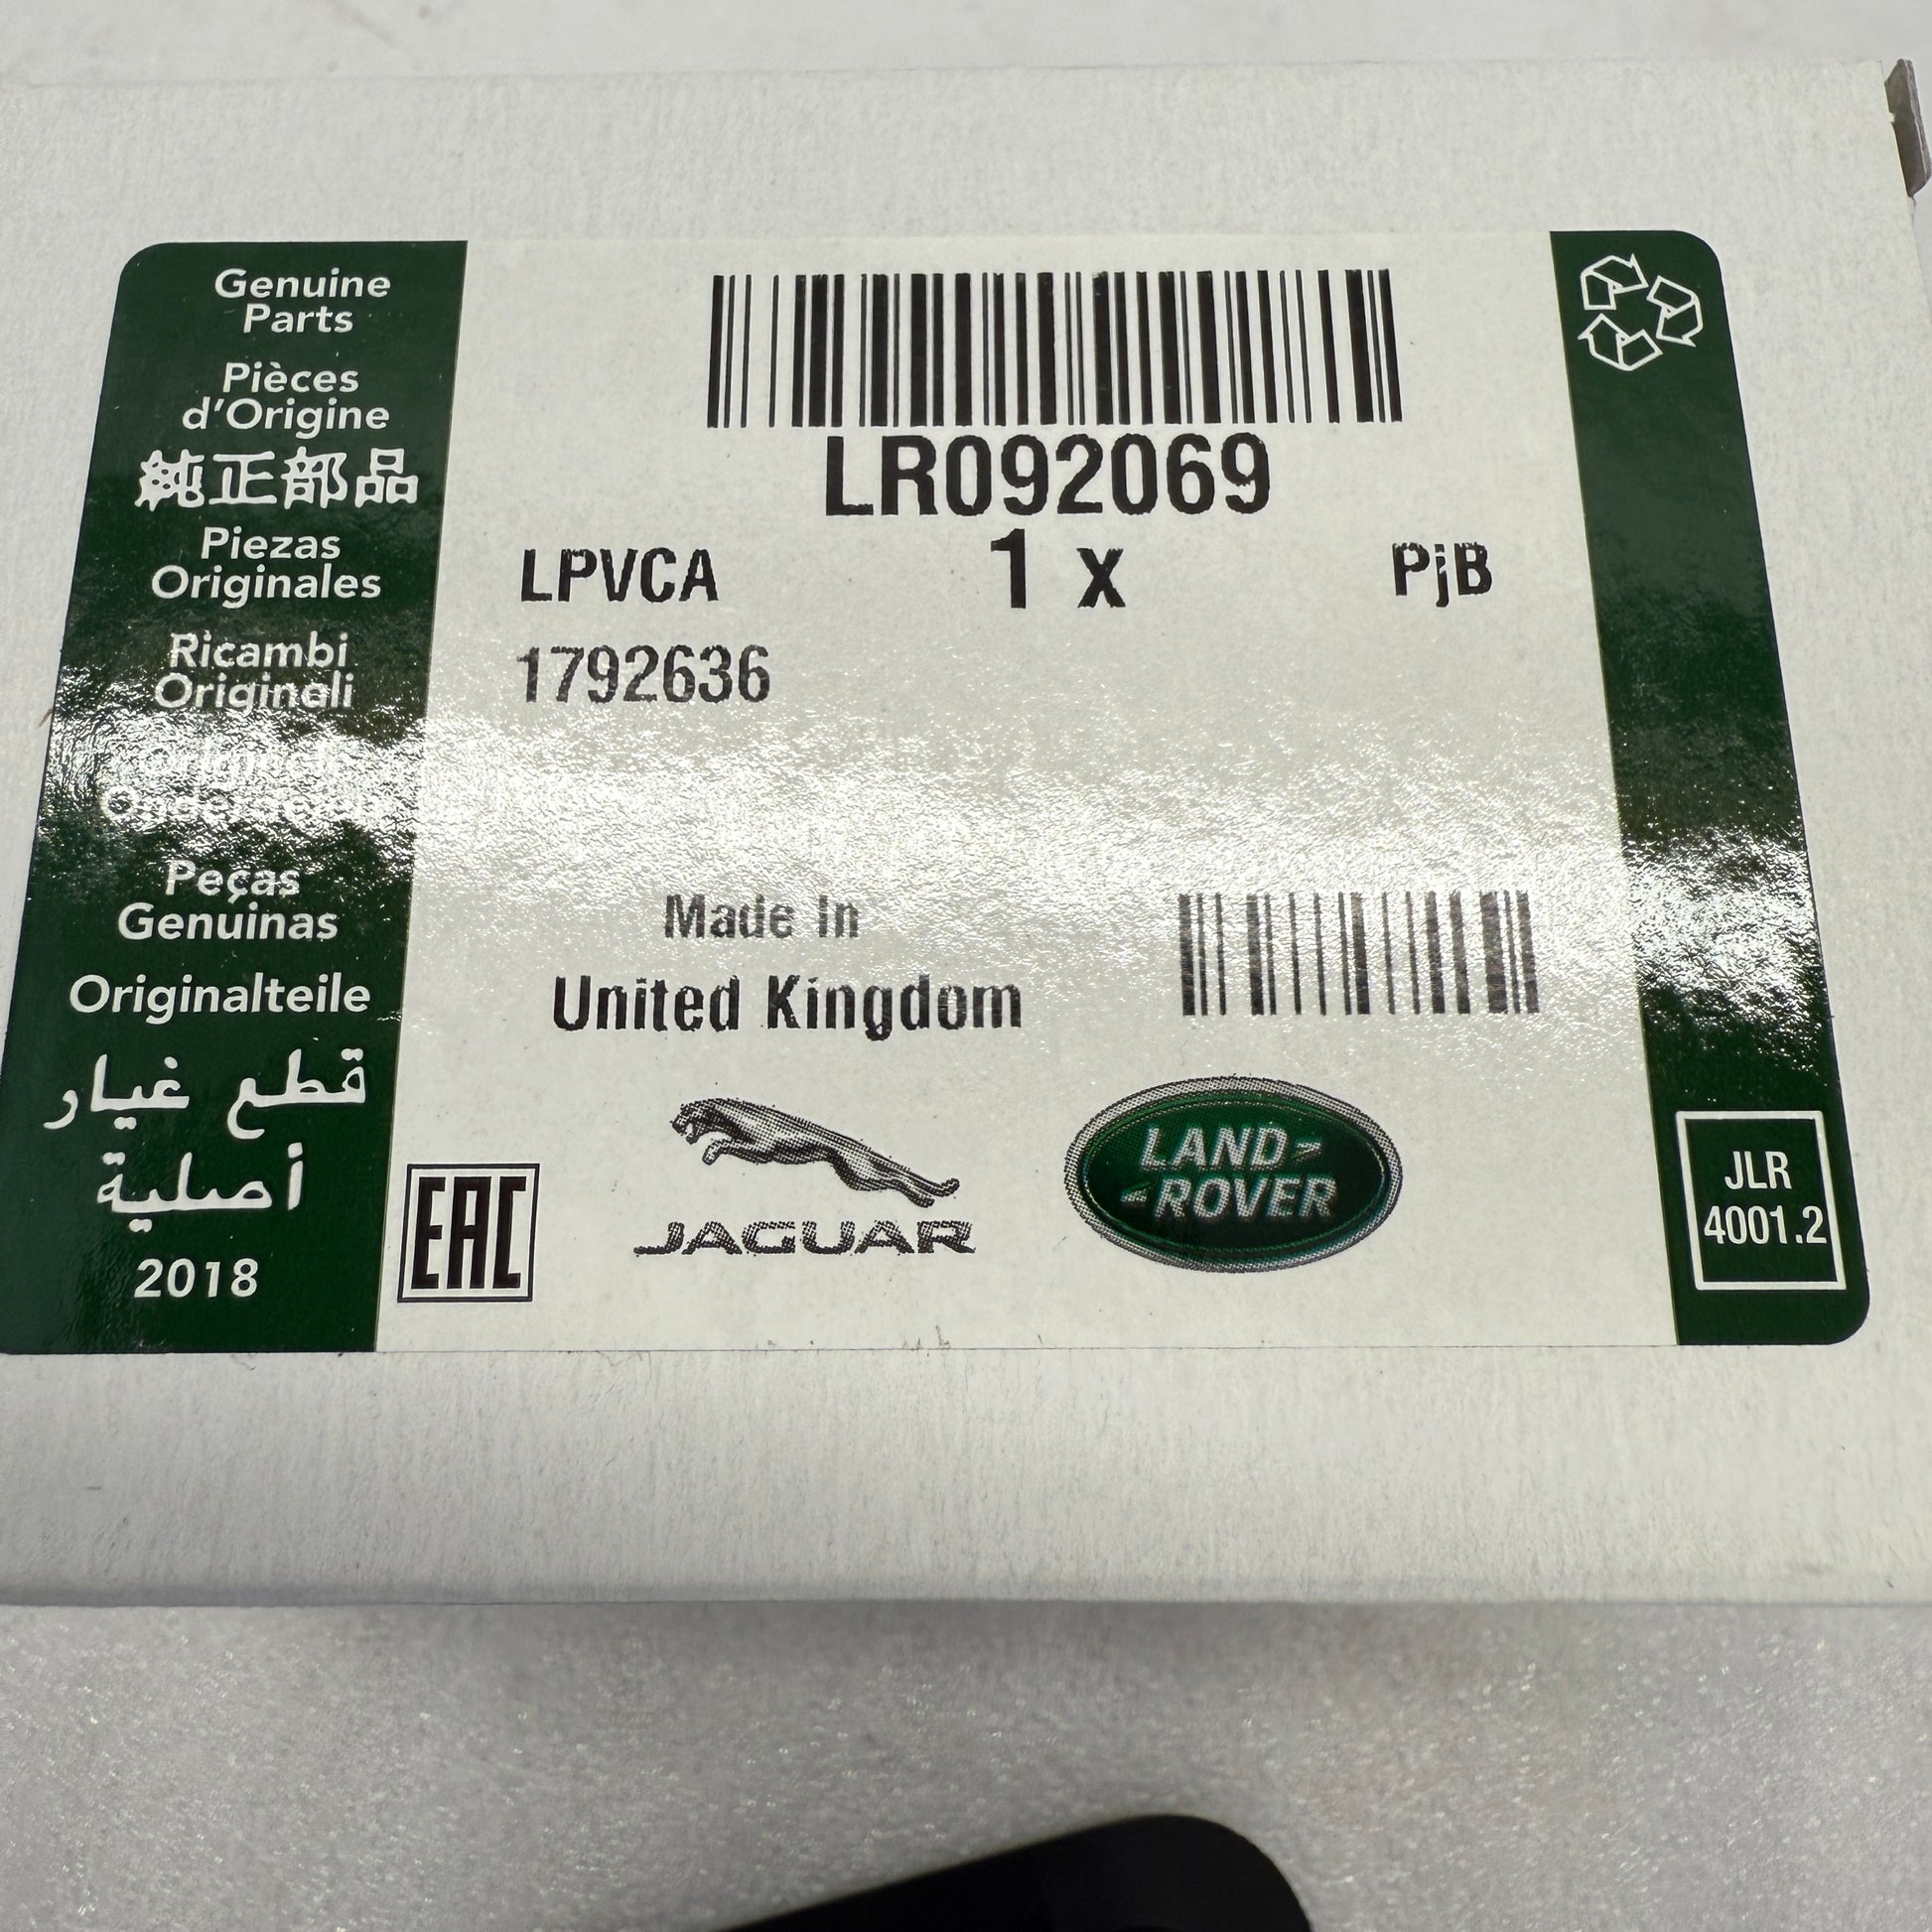 Genuine
Parts
Pièces
d'Origine
純正部品
Piezas
Originales
Ricambi
Originali
Peças
Genuinas
Originalteile
قطع غيار
أصلية
2018
LR092069
LPVCA 1 x PjB
1792636
Made In
United Kingdom
EAC
JAGUAR
LAND
ROVER
JLR
4001.2